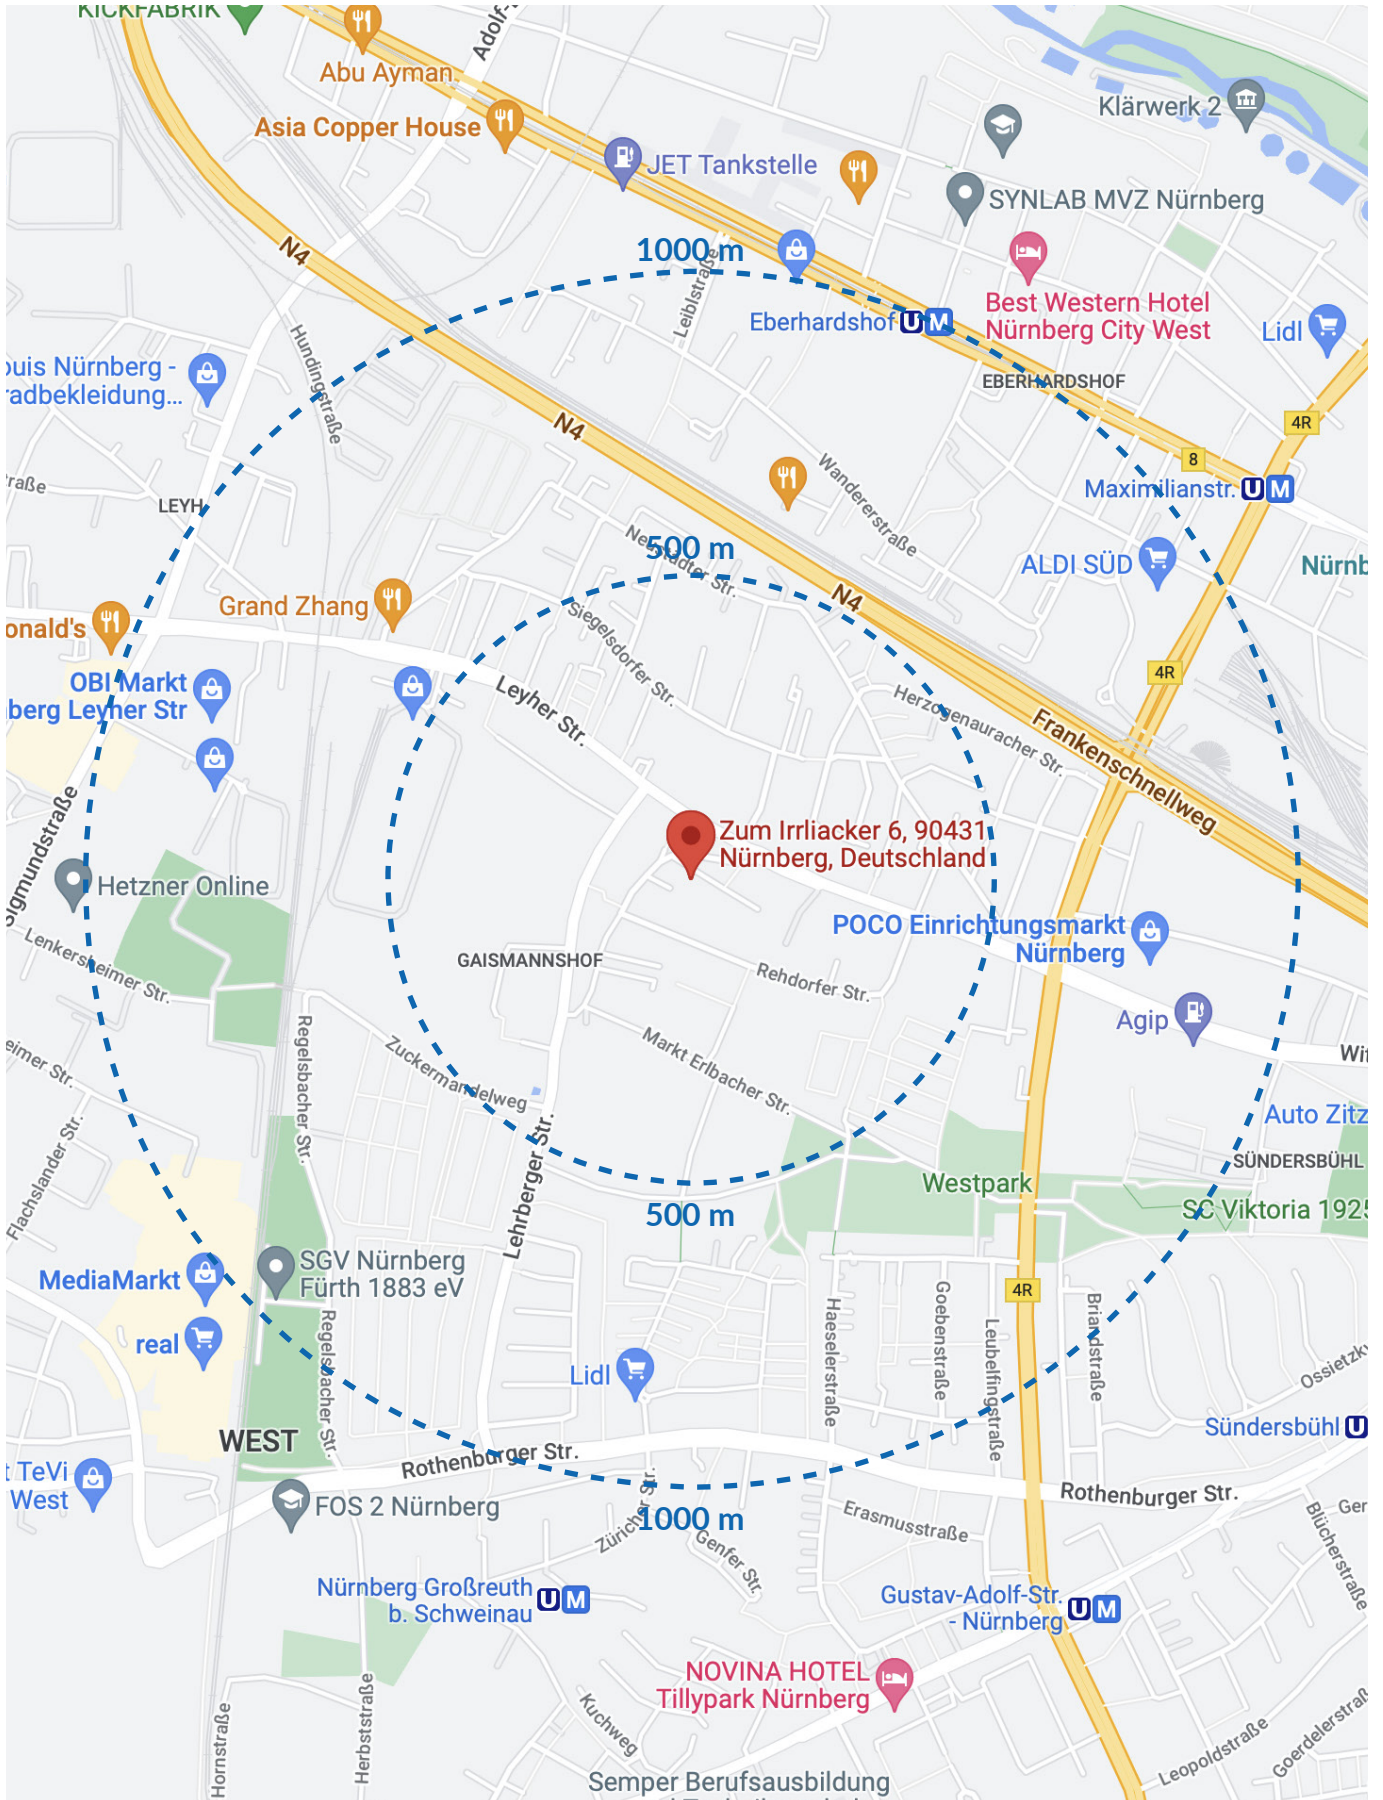 KICKFABRIK
Adolf-
Abu Ayman
Asia Copper House
JET Tankstelle
Klärwerk 2
SYNLAB MVZ Nürnberg
N4
1000 m
Leiblstraße
Best Western Hotel
Nürnberg City West
Eberhardshof U M
Lidl
Hundingstraße
ouis Nürnberg -
radbekleidung...
EBERHARDSHOF
4R
N4
8
Maximilianstr. U M
Wandererstraße
raße
LEYH
500 m
Neustädter Str.
ALDI SÜD
Nürnb
N4
Grand Zhang
Siegelsdorfer Str.
onald's
OBI Markt
nberg Leyher Str
4R
Leyher Str.
Herzogenauracher Str.
Frankenschnellweg
Sigmundstraße
Zum Irrliacker 6, 90431
Nürnberg, Deutschland
Hetzner Online
POCO Einrichtungsmarkt
Nürnberg
Lenkersheimer Str.
GAISMANNSHOF
Rehdorfer Str.
Agip
Regelsbacher Str.
Zuckermandelweg
Markt Erlbacher Str.
eimer Str.
Wit
Auto Zitz
Flachslander Str.
Lehrberger Str.
SÜNDERSBÜHL
Westpark
SC Viktoria 1925
500 m
SGV Nürnberg
Fürth 1883 eV
MediaMarkt
4R
Haeselerstraße
Goebenstraße
Leubelfingstraße
Briandstraße
real
Regelsbacher Str.
Lidl
Ossietzky
Sündersbühl U
WEST
Rothenburger Str.
t TeVi
West
Rothenburger Str.
FOS 2 Nürnberg
Züricher Str.
1000 m
Genfer Str.
Erasmusstraße
Ger
Blücherstraße
Nürnberg Großreuth
b. Schweinau U M
Gustav-Adolf-Str.
- Nürnberg U M
NOVINA HOTEL
Tillypark Nürnberg
Hornstraße
Herbststraße
Kuchweg
Leopoldstraße
Goerdelerstraß
Semper Berufsausbildung